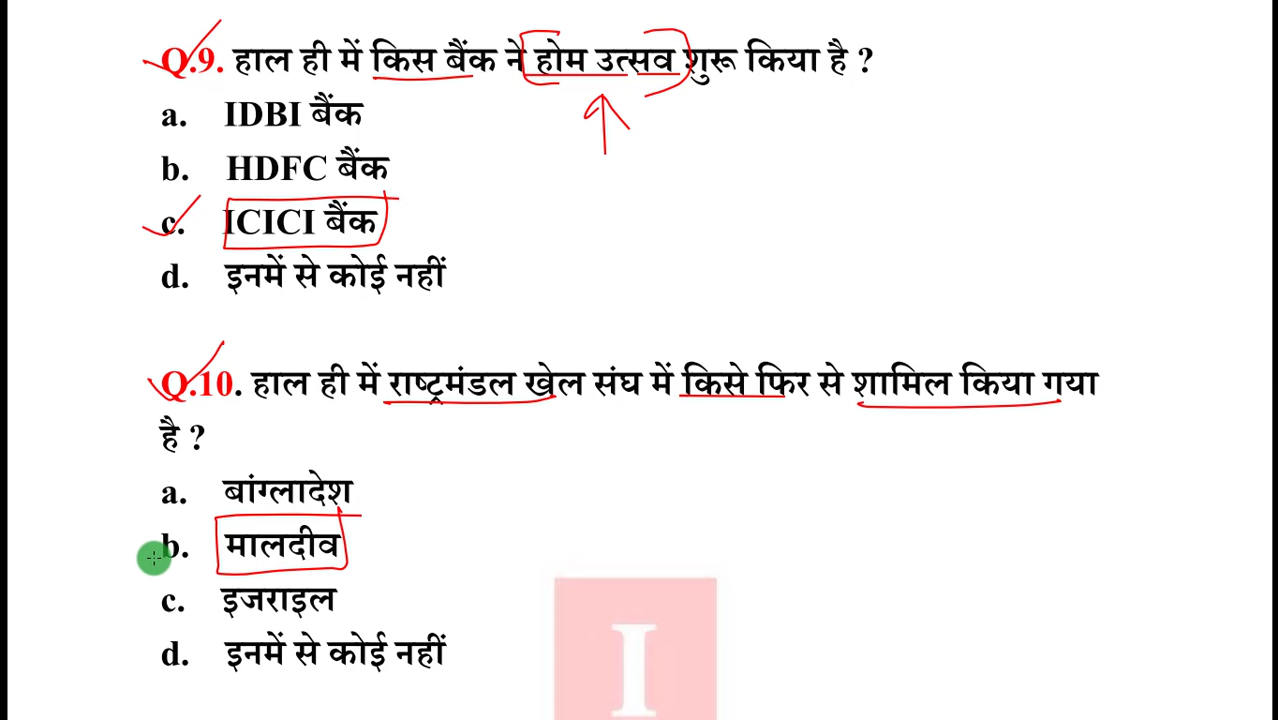 Q.9. हाल ही में किस बैंक ने होम उत्सव शुरू किया है ?
a. IDBI बैंक
b. HDFC बैंक
c. ICICI बैंक
d. इनमें से कोई नहीं
Q.10. हाल ही में राष्ट्रमंडल खेल संघ में किसे फिर से शामिल किया गया
है ?
a. बांग्लादेश
b. मालदीव
c. इजराइल
d. इनमें से कोई नहीं
I